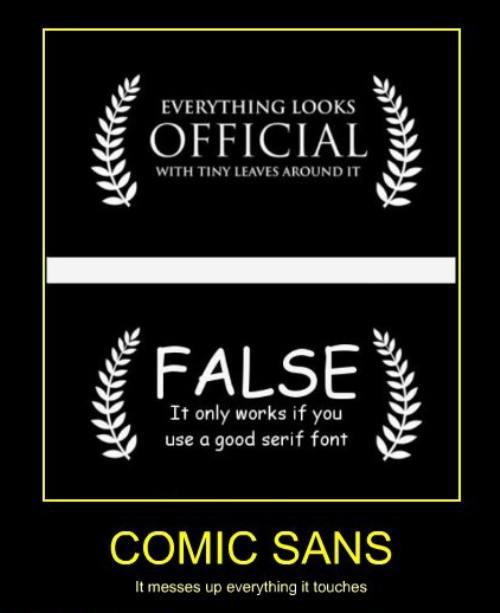 EVERYTHING LOOKS
OFFICIAL
WITH TINY LEAVES AROUND IT
FALSE
It only works if you
use a good serif font
COMIC SANS
It messes up everything it touches